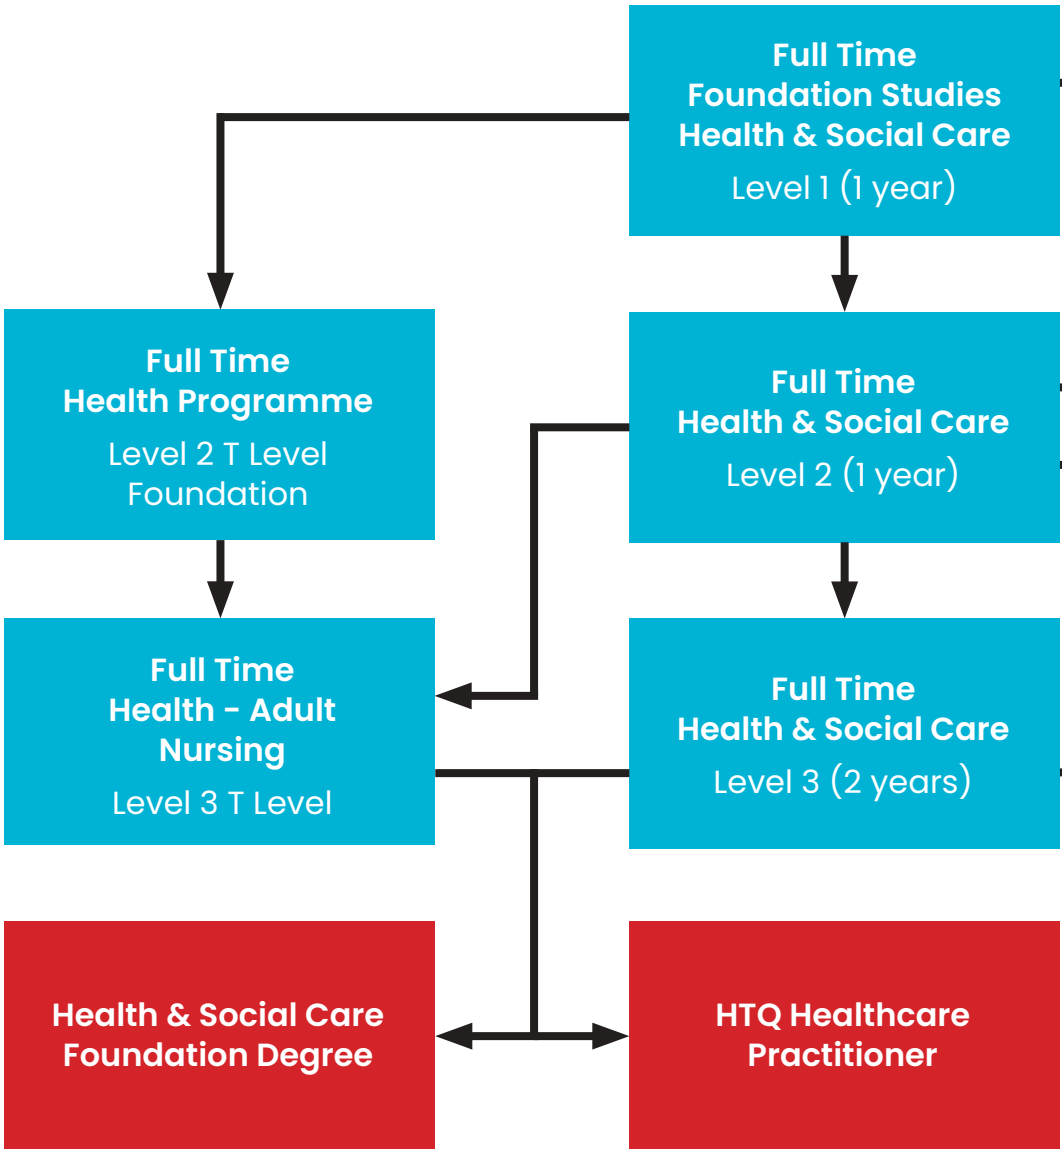 Full Time
Foundation Studies
Health & Social Care
Level 1 (1 year)
Full Time
Health Programme
Level 2 T Level
Foundation
Full Time
Health & Social Care
Level 2 (1 year)
Full Time
Health - Adult
Nursing
Level 3 T Level
Full Time
Health & Social Care
Level 3 (2 years)
Health & Social Care
Foundation Degree
HTQ Healthcare
Practitioner